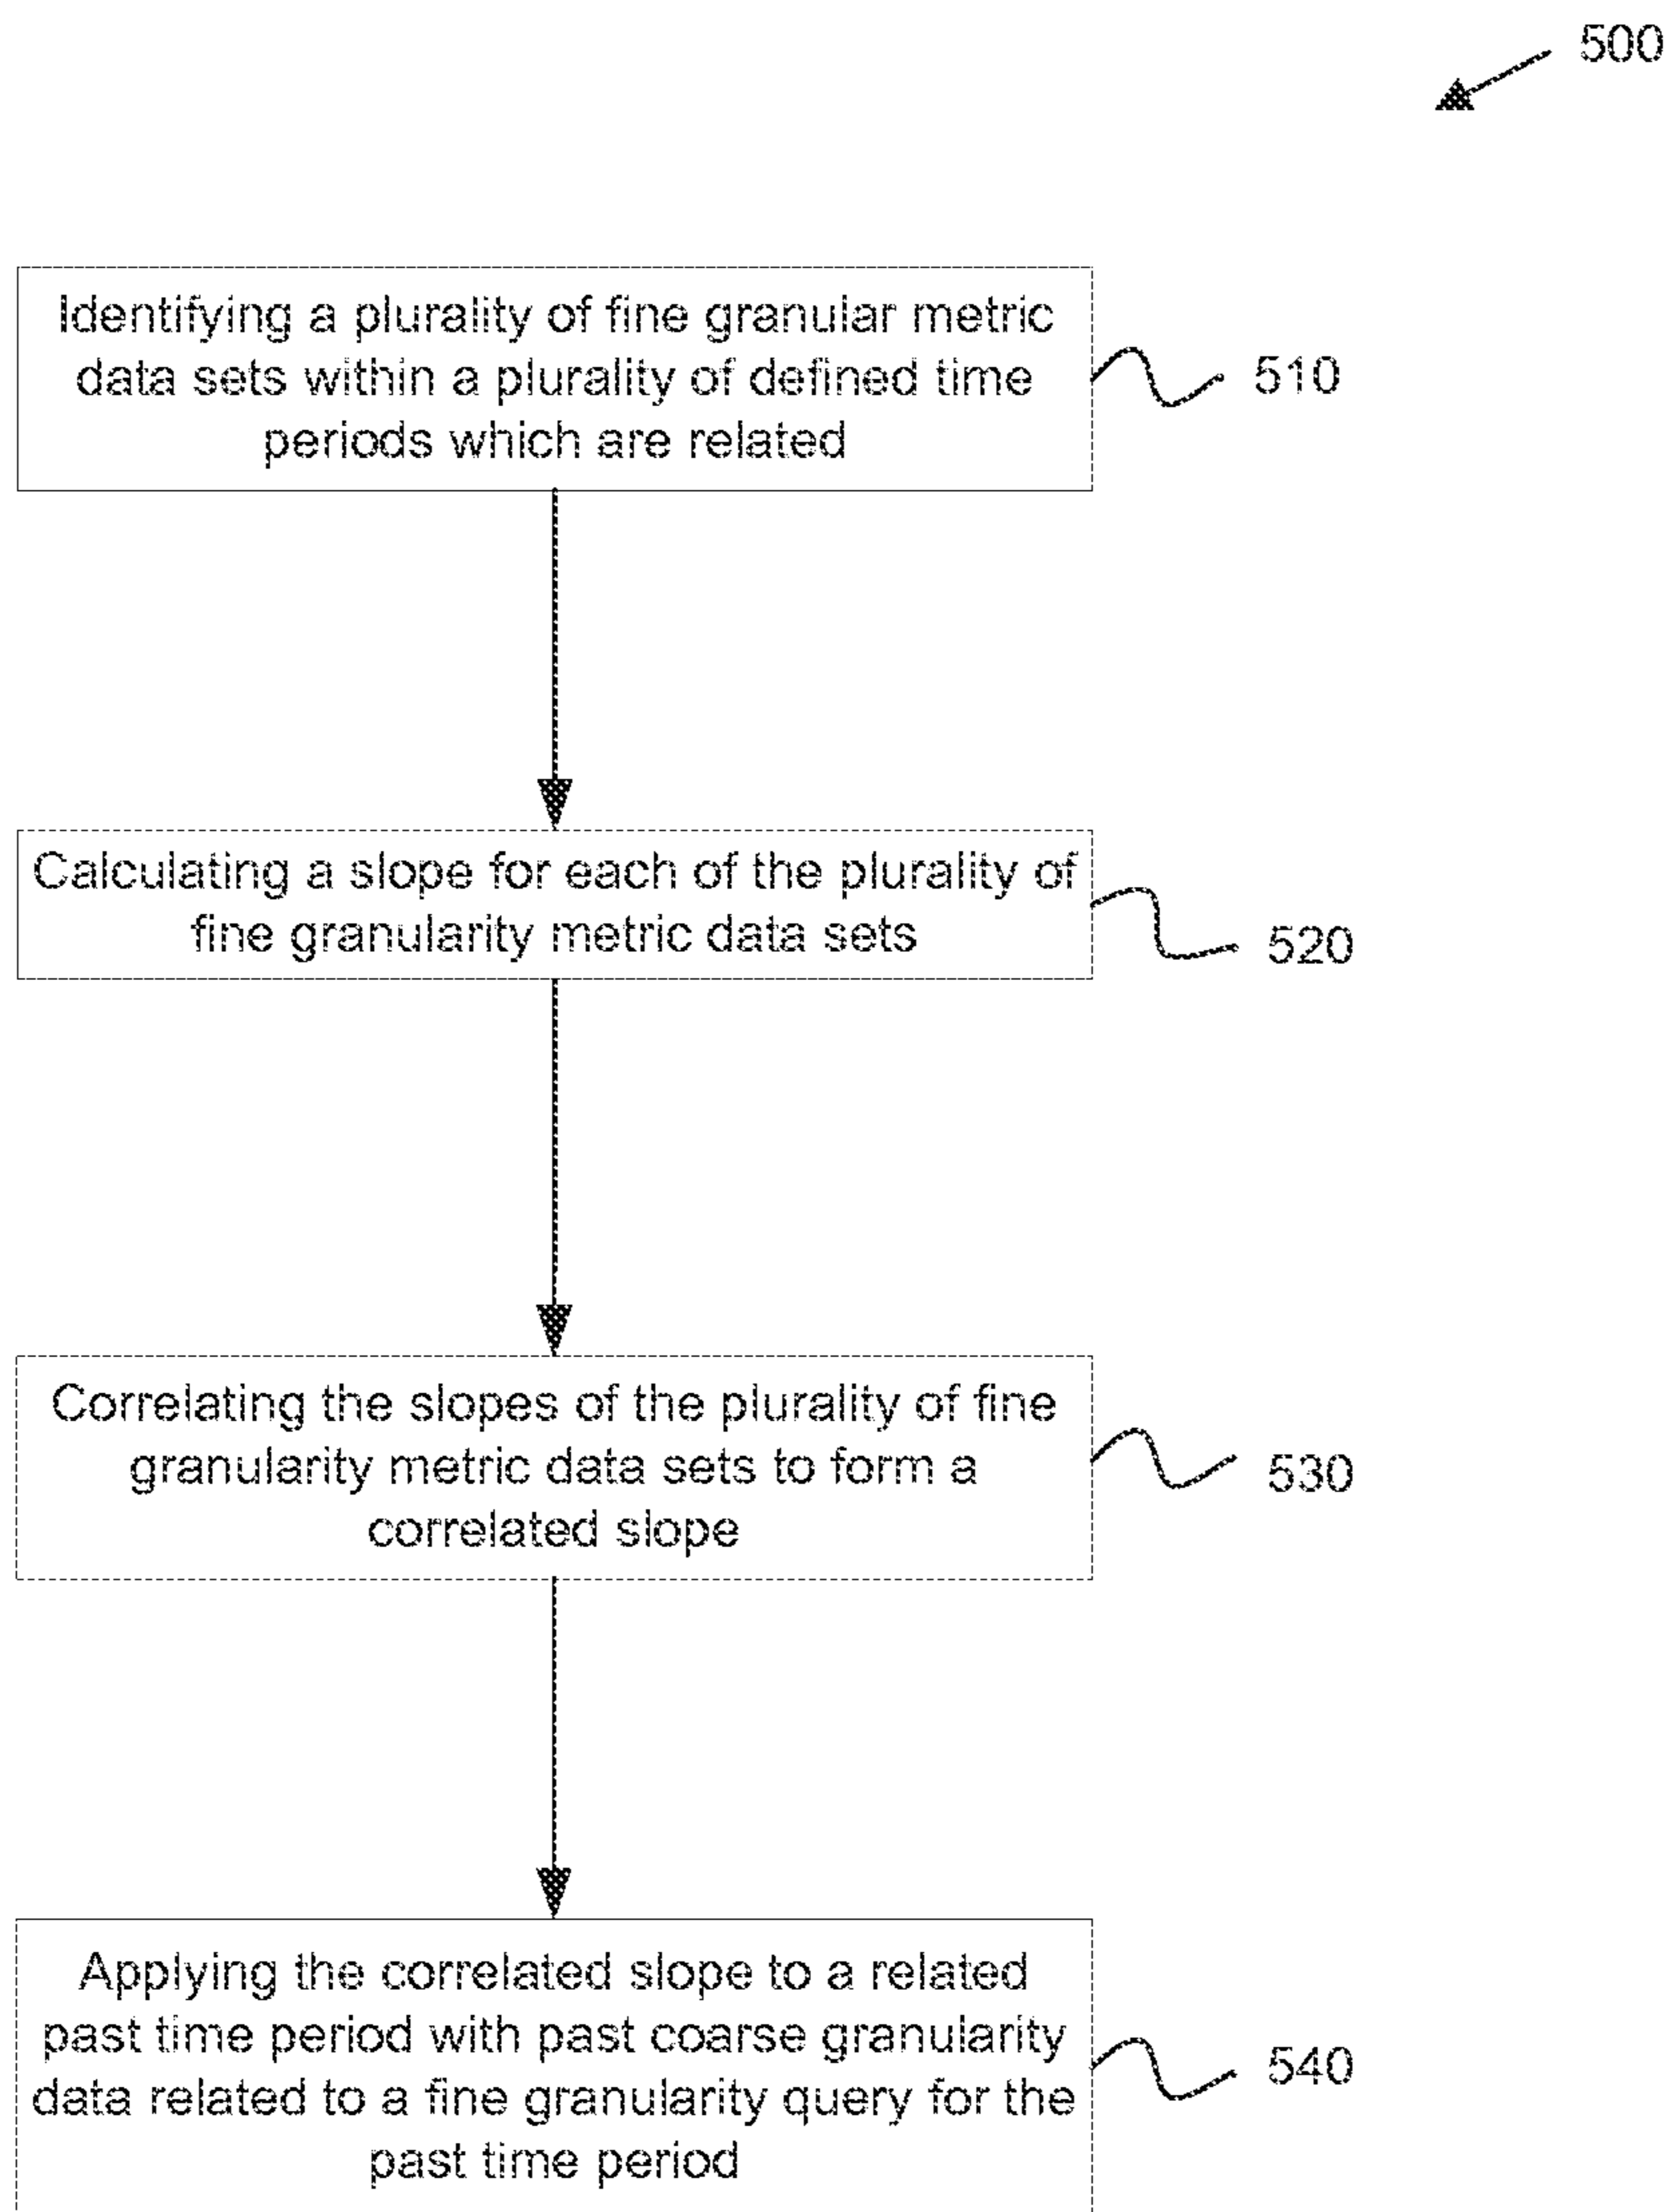 500
Identifying a plurality of fine granular metric
data sets within a plurality of defined time
periods which are related
510
Calculating a slope for each of the plurality of
fine granularity metric data sets
520
Correlating the slopes of the plurality of fine
granularity metric data sets to form a
correlated slope
530
Applying the correlated slope to a related
past time period with past coarse granularity
data related to a fine granularity query for the
past time period
540